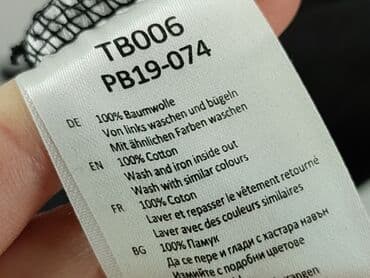 TB006
PB19-074
DE 100% Baumwolle
Von links waschen und bügeln
Mit ähnlichen Farben waschen
EN 100% Cotton
Wash and iron inside out
Wash with similar colours
FR 100% Coton
Laver et repasser le vêtement retourné
Laver avec des couleurs similaires
BG 100% Памук
Да се пере и глади с хастара навън
Измийте с подобни цветове